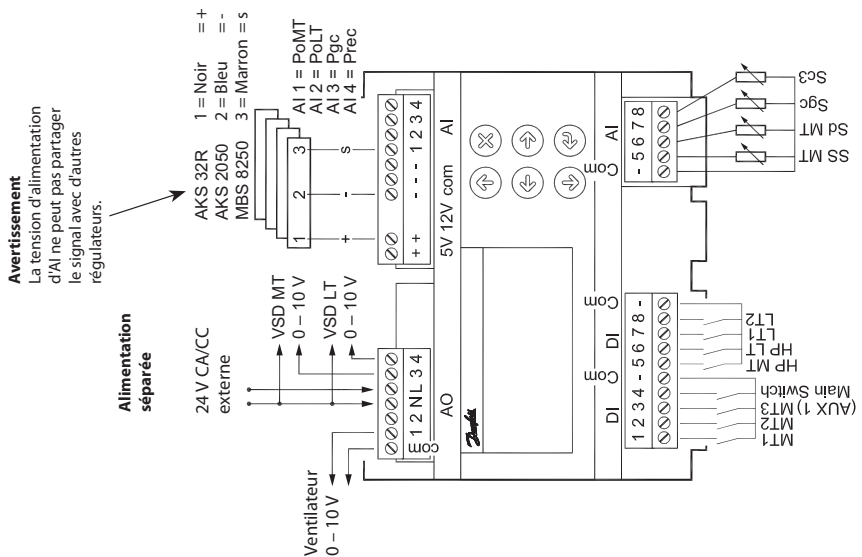 Avertissement
La tension d'alimentation
d'AI ne peut pas partager
le signal avec d'autres
régulateurs.
Alimentation
séparée
24 V CA/CC
externe
Ventilateur
0 – 10 V
VSD MT
0 – 10 V
VSD LT
0 – 10 V
AKS 32R
AKS 2050
MBS 8250
1 = Noir = +
2 = Bleu = -
3 = Marron = s
AI 1 = PoMT
AI 2 = PoLT
AI 3 = Pgc
AI 4 = Prec
1 2 3
+ - s
1 2 N L 3 4
com
AO
+ + - - - 1 2 3 4
5V 12V com AI
Danfoss
DI Com DI Com
1 2 3 4 - 5 6 7 8 -
MT1
MT2
(AUX 1) MT3
Main Switch
HP MT
HP LT
LT1
LT2
Com AI
- 5 6 7 8
SS MT
Sd MT
Sgc
Sc3